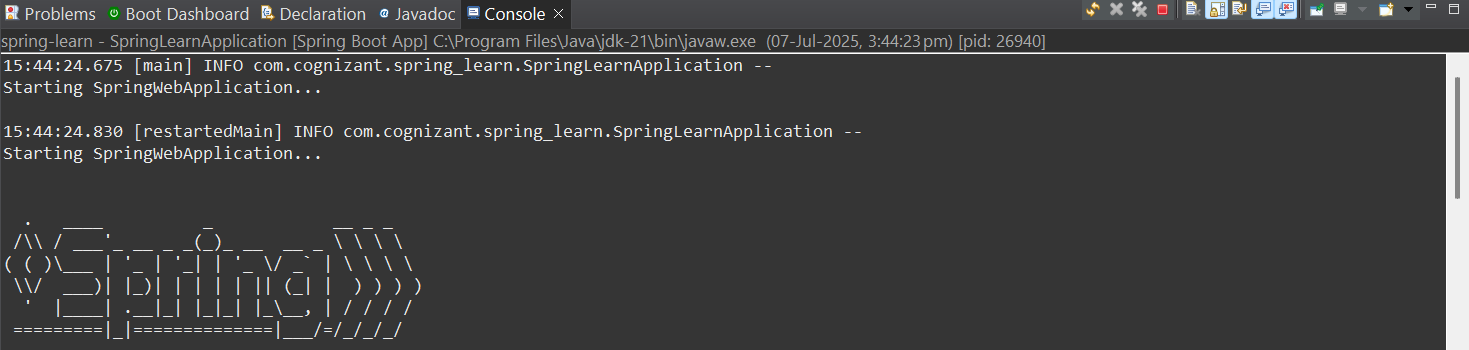 Problems Boot Dashboard Declaration @ Javadoc Console
spring-learn - SpringLearnApplication [Spring Boot App] C:\Program Files\Java\jdk-21\bin\javaw.exe (07-Jul-2025, 3:44:23 pm) [pid: 26940]
15:44:24.675 [main] INFO com.cognizant.spring_learn.SpringLearnApplication --
Starting SpringWebApplication...
15:44:24.830 [restartedMain] INFO com.cognizant.spring_learn.SpringLearnApplication --
Starting SpringWebApplication...
  .   ____          _            __ _ _
 /\\ / ___'_ __ _ _(_)_ __  __ _ \ \ \ \
( ( )\___ | '_ | '_| | '_ \/ _` | \ \ \ \
 \\/  ___)| |_)| | | | | || (_| |  ) ) ) )
  '  |____| .__|_| |_|_| |_\__, | / / / /
 =========|_|==============|___/=/_/_/_/